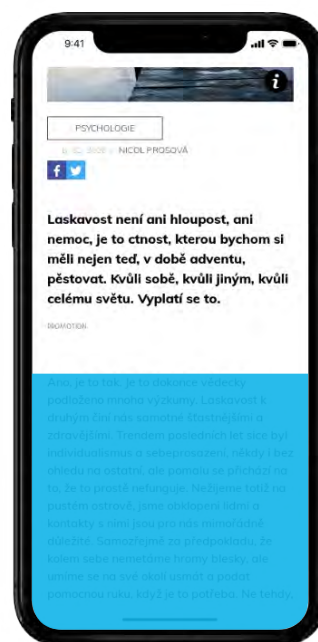 9:41
i
PSYCHOLOGIE
NICOL PROSOVÁ
f
Laskavost není ani hloupost, ani
nemoc, je to ctnost, kterou bychom si
měli nejen teď, v době adventu,
pěstovat. Kvůli sobě, kvůli jiným, kvůli
celému světu. Vyplatí se to.
PROMOTION
Ano, je to tak, je to dokonce vědecky
podloženo mnoha výzkumy. Laskavost k
druhým činí nás samotné šťastnějšími a
zdravějšími. Trendem posledních let sice byl
individualismus a sebeprosazení, někdy i bez
ohledu na ostatní, ale pomalu se přichází na
to, že to prostě nefunguje. Nežijeme totiž na
pustém ostrově, jsme obklopeni lidmi a
kontakty s nimi jsou pro nás mimořádně
důležité. Samozřejmě za předpokladu, že
kolem sebe nemetáme hromy blesky, ale
umíme se na své okolí usmát a podat
pomocnou ruku, když je to potřeba. Ne tehdy,